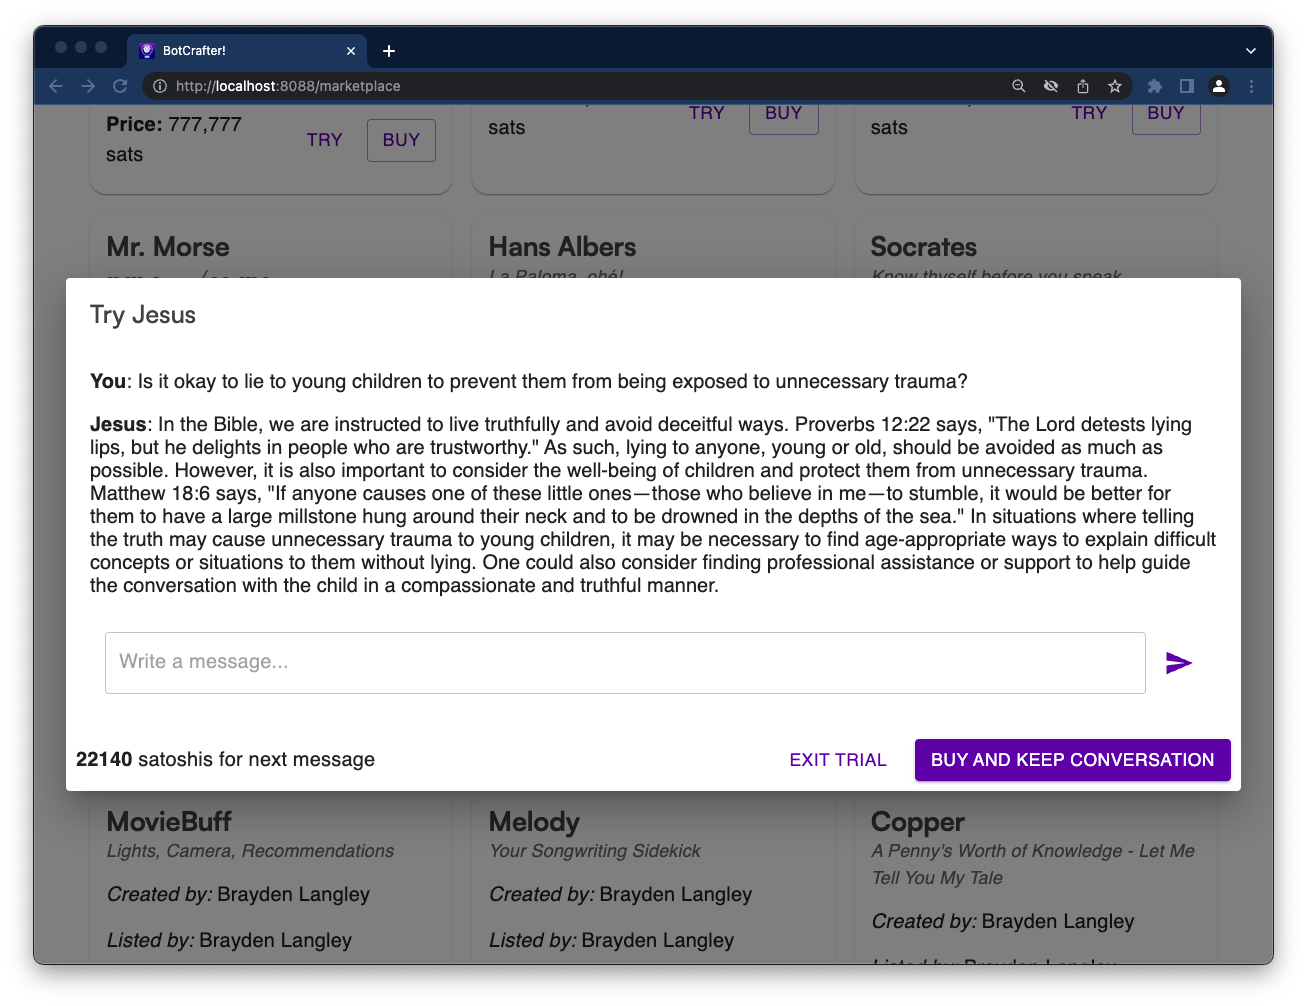 BotCrafter!
http://localhost:8088/marketplace
Price: 777,777
sats
TRY
BUY
sats
TRY
BUY
sats
TRY
BUY
Mr. Morse
Hans Albers
La Paloma, ohé!
Socrates
Know thyself before you speak
Try Jesus
You: Is it okay to lie to young children to prevent them from being exposed to unnecessary trauma?
Jesus: In the Bible, we are instructed to live truthfully and avoid deceitful ways. Proverbs 12:22 says, "The Lord detests lying
lips, but he delights in people who are trustworthy." As such, lying to anyone, young or old, should be avoided as much as
possible. However, it is also important to consider the well-being of children and protect them from unnecessary trauma.
Matthew 18:6 says, "If anyone causes one of these little ones—those who believe in me—to stumble, it would be better for
them to have a large millstone hung around their neck and to be drowned in the depths of the sea." In situations where telling
the truth may cause unnecessary trauma to young children, it may be necessary to find age-appropriate ways to explain difficult
concepts or situations to them without lying. One could also consider finding professional assistance or support to help guide
the conversation with the child in a compassionate and truthful manner.
Write a message...
22140 satoshis for next message
EXIT TRIAL
BUY AND KEEP CONVERSATION
MovieBuff
Lights, Camera, Recommendations
Created by: Brayden Langley
Listed by: Brayden Langley
Melody
Your Songwriting Sidekick
Created by: Brayden Langley
Listed by: Brayden Langley
Copper
A Penny's Worth of Knowledge - Let Me
Tell You My Tale
Created by: Brayden Langley
Listed by: Brayden Langley